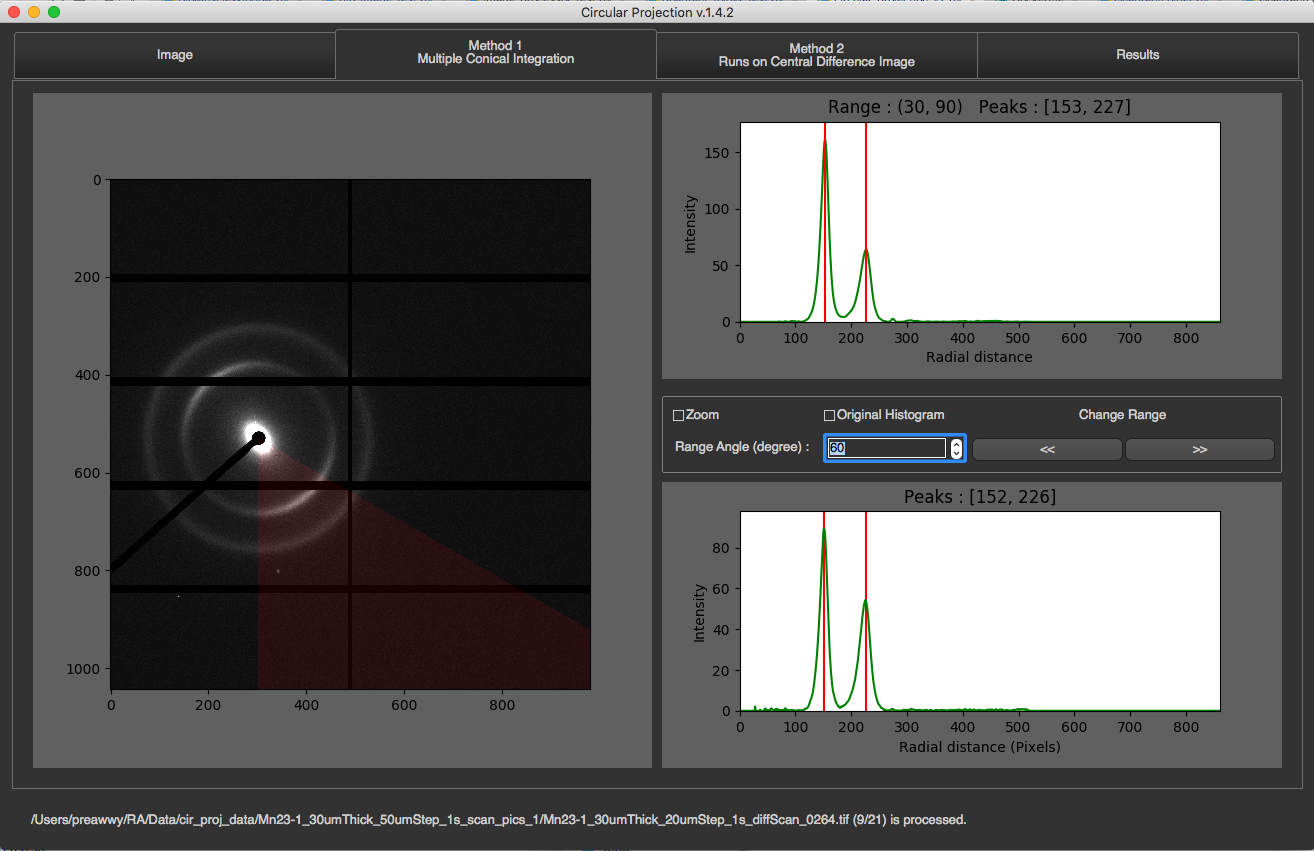 Circular Projection v.1.4.2
Image
Method 1
Multiple Conical Integration
Method 2
Runs on Central Difference Image
Results
0
200
400
600
800
1000
0 200 400 600 800
Range : (30, 90) Peaks : [153, 227]
Intensity
150
100
50
0
0 100 200 300 400 500 600 700 800
Radial distance
Zoom
Original Histogram
Change Range
Range Angle (degree) :
60
<<
>>
Peaks : [152, 226]
Intensity
80
60
40
20
0
0 100 200 300 400 500 600 700 800
Radial distance (Pixels)
/Users/preawwy/RA/Data/cir_proj_data/Mn23-1_30umThick_50umStep_1s_scan_pics_1/Mn23-1_30umThick_20umStep_1s_diffScan_0264.tif (9/21) is processed.